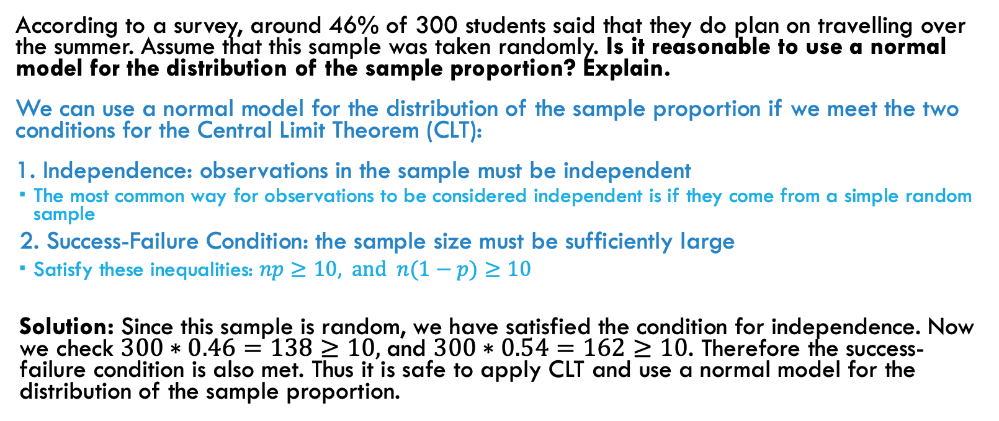 According to a survey, around 46% of 300 students said that they do plan on travelling over
the summer. Assume that this sample was taken randomly. Is it reasonable to use a normal
model for the distribution of the sample proportion? Explain.
We can use a normal model for the distribution of the sample proportion if we meet the two
conditions for the Central Limit Theorem (CLT):
1. Independence: observations in the sample must be independent
▪ The most common way for observations to be considered independent is if they come from a simple random
sample
2. Success-Failure Condition: the sample size must be sufficiently large
▪ Satisfy these inequalities: np ≥ 10, and n(1 − p) ≥ 10
Solution: Since this sample is random, we have satisfied the condition for independence. Now
we check 300 * 0.46 = 138 ≥ 10, and 300 * 0.54 = 162 ≥ 10. Therefore the success-
failure condition is also met. Thus it is safe to apply CLT and use a normal model for the
distribution of the sample proportion.